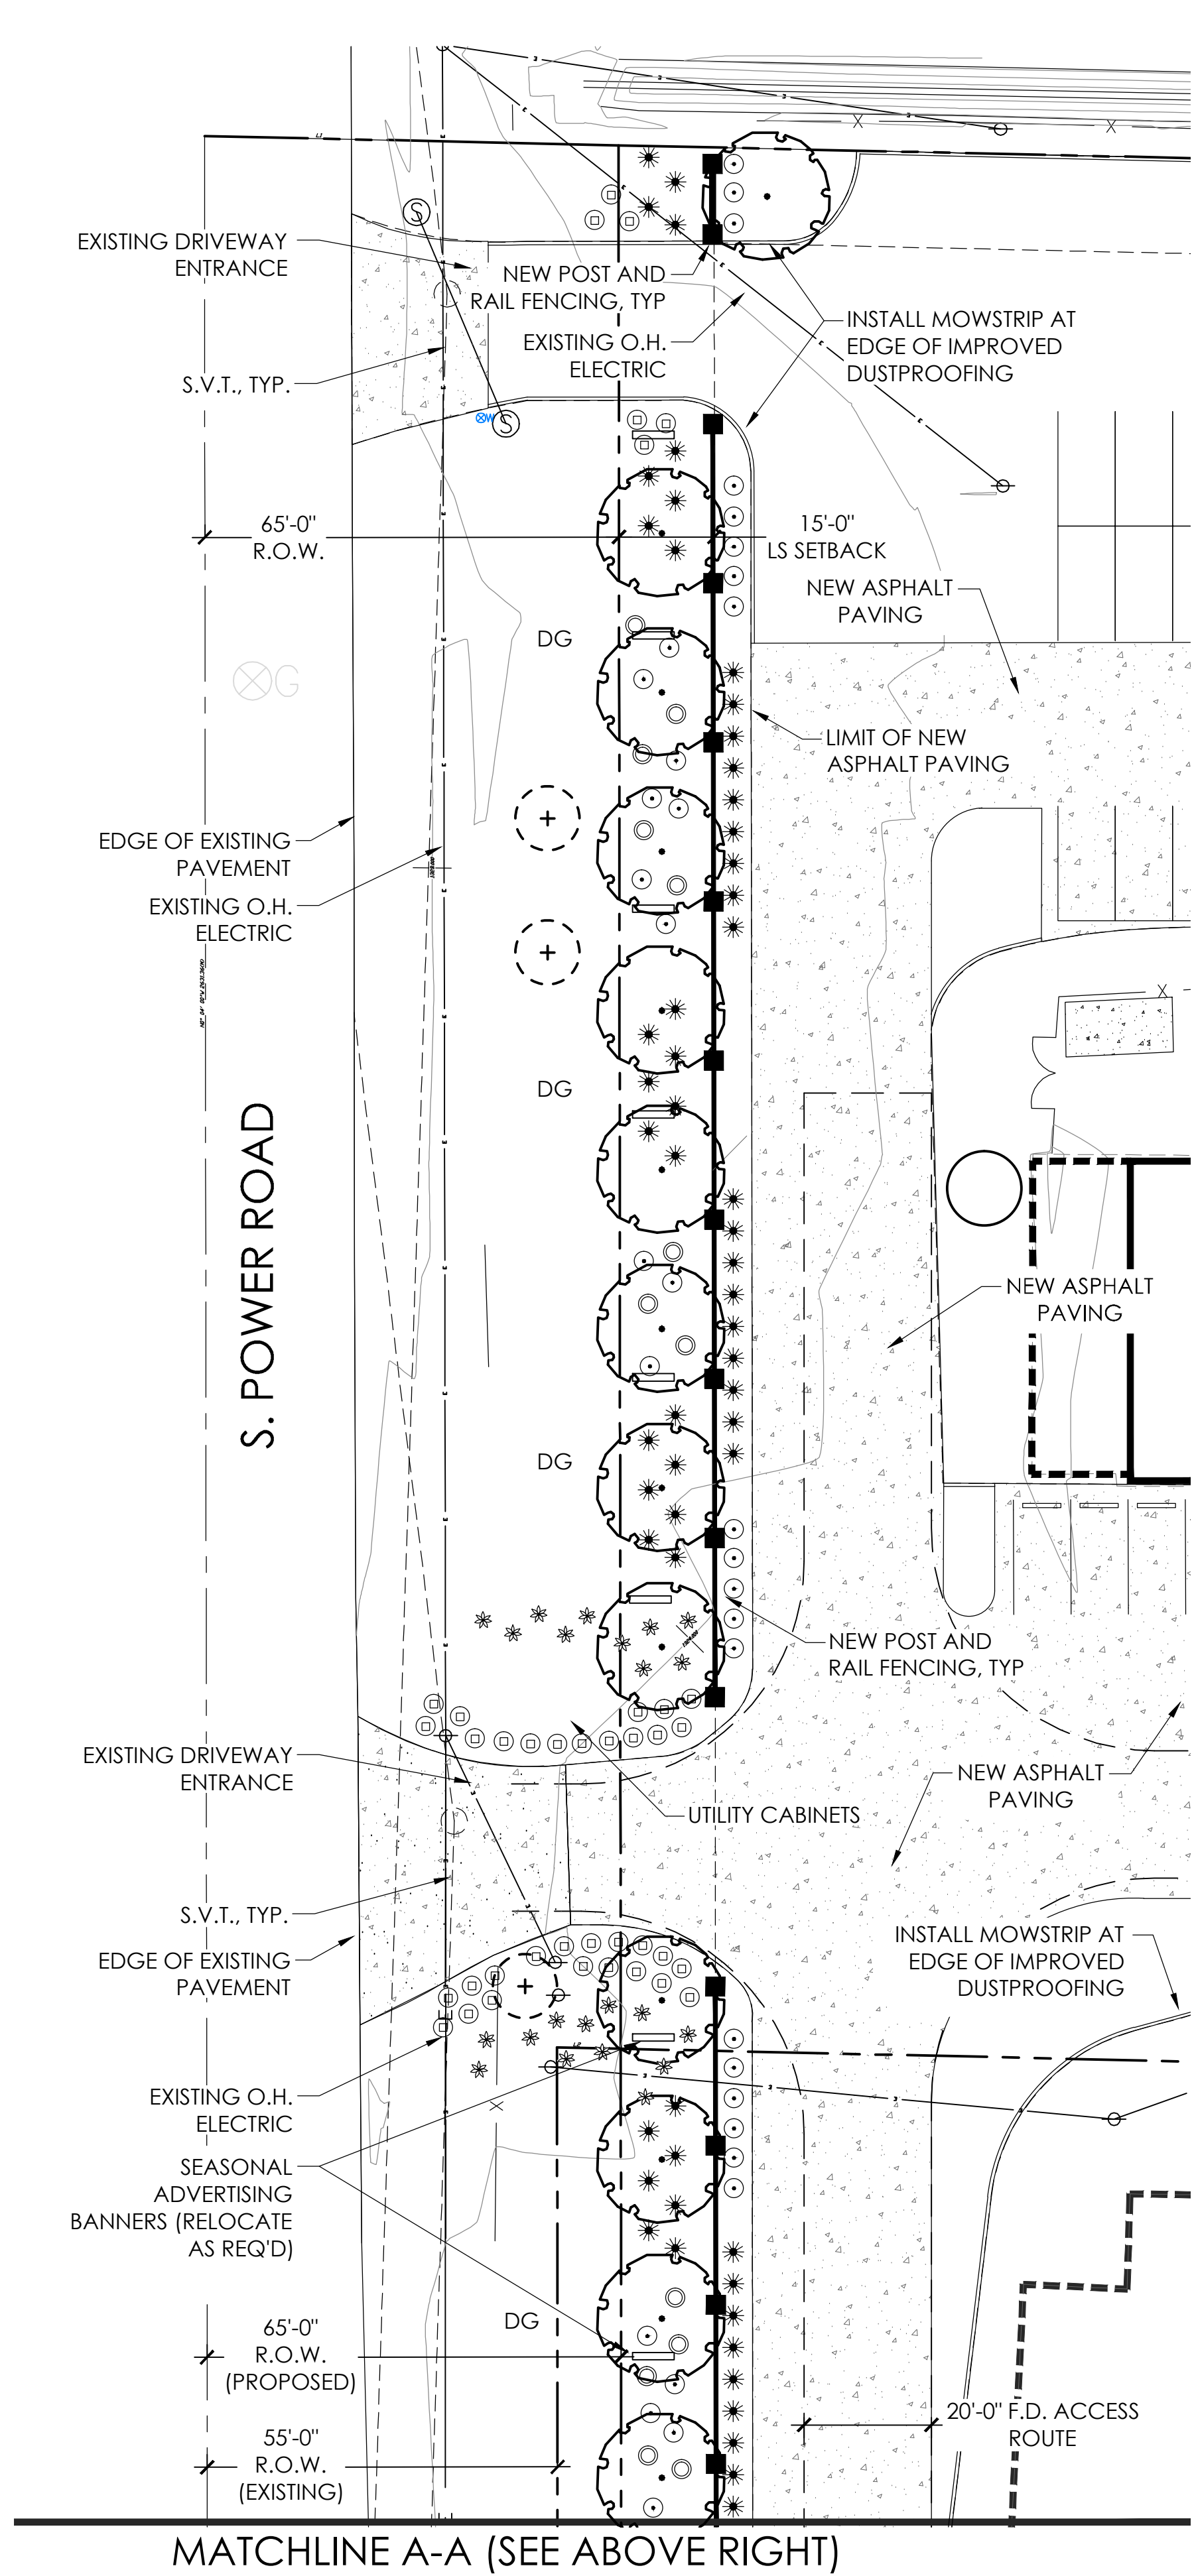 EXISTING DRIVEWAY
ENTRANCE
NEW POST AND
RAIL FENCING, TYP
EXISTING O.H.
ELECTRIC
INSTALL MOWSTRIP AT
EDGE OF IMPROVED
DUSTPROOFING
S.V.T., TYP.
S
S
W
65'-0"
R.O.W.
15'-0"
LS SETBACK
NEW ASPHALT
PAVING
DG
G
LIMIT OF NEW
ASPHALT PAVING
EDGE OF EXISTING
PAVEMENT
EXISTING O.H.
ELECTRIC
X
X
X
DG
S. POWER ROAD
NEW ASPHALT
PAVING
DG
NEW POST AND
RAIL FENCING, TYP
EXISTING DRIVEWAY
ENTRANCE
NEW ASPHALT
PAVING
UTILITY CABINETS
S.V.T., TYP.
EDGE OF EXISTING
PAVEMENT
INSTALL MOWSTRIP AT
EDGE OF IMPROVED
DUSTPROOFING
EXISTING O.H.
ELECTRIC
X
SEASONAL
ADVERTISING
BANNERS (RELOCATE
AS REQ'D)
DG
65'-0"
R.O.W.
(PROPOSED)
20'-0" F.D. ACCESS
ROUTE
55'-0"
R.O.W.
(EXISTING)
MATCHLINE A-A (SEE ABOVE RIGHT)